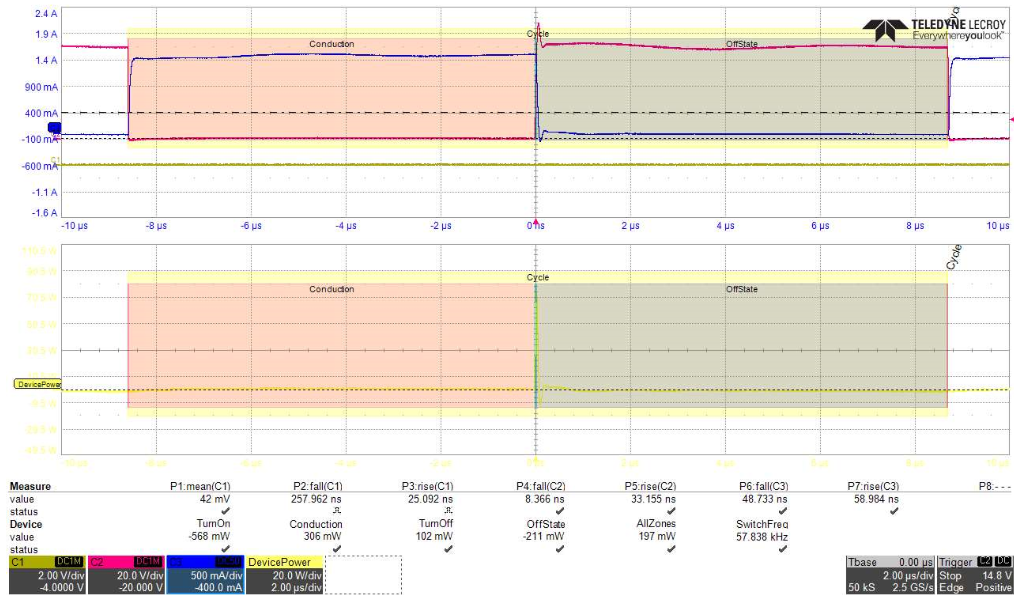 2.4 A
TELEDYNE LECROY
1.9 A
Cycle
Everywhereyoulook™
Conduction
OffState
1.4 A
900 mA
400 mA
-100 mA
C1
-600 mA
-1.1 A
-1.6 A
-10 µs -8 µs -6 µs -4 µs -2 µs 0 ns 2 µs 4 µs 6 µs 8 µs 10 µs
Cycle
Cycle
Conduction
OffState
DevicePower
Measure P1:mean(C1) P2:fall(C1) P3:rise(C1) P4:fall(C2) P5:rise(C2) P6:fall(C3) P7:rise(C3) P8:- - -
value 42 mV 257.962 ns 25.092 ns 8.366 ns 33.155 ns 48.733 ns 58.984 ns
status
Device TurnOn Conduction TurnOff OffState AllZones SwitchFreq
value -568 mW 306 mW 102 mW -211 mW 197 mW 57.838 kHz
status
C1 DC1M C2 DC1M DevicePower Tbase 0.00 µs Trigger C2 DC
2.00 V/div 20.0 V/div 500 mA/div 20.0 W/div 2.00 µs/div Stop 14.8 V
-4.0000 V -20.000 V -400.0 mA 2.00 µs/div 50 kS 2.5 GS/s Edge Positive